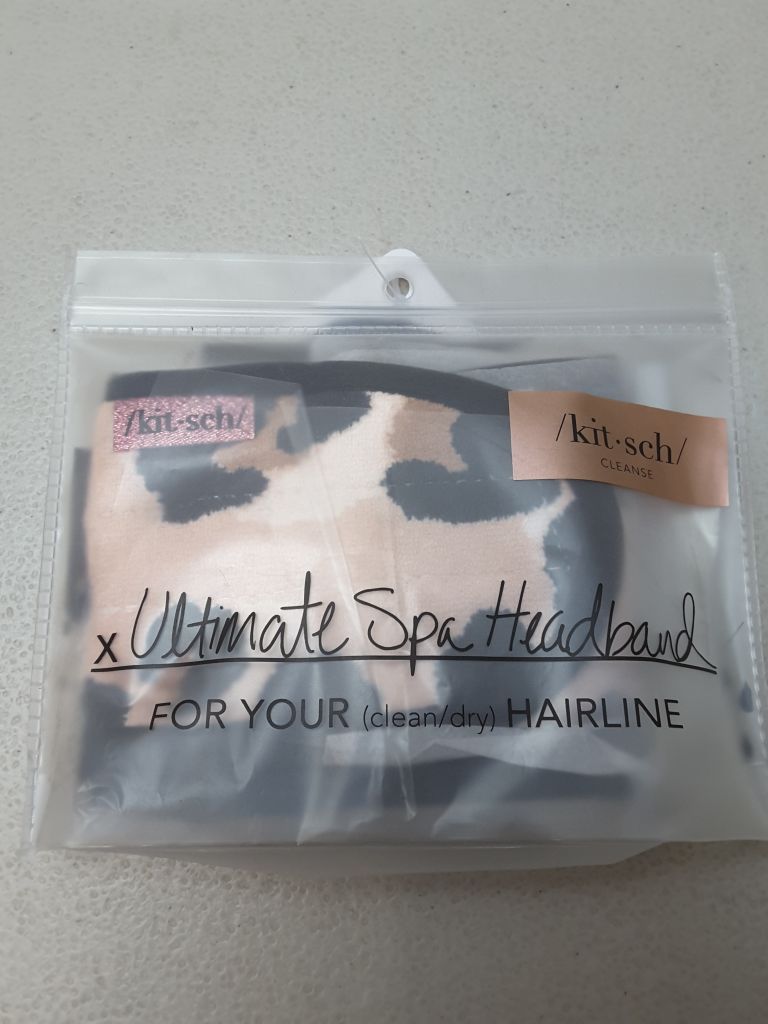 /kit·sch/
/kit·sch/
CLEANSE
x Ultimate Spa Headband
FOR YOUR (clean/dry) HAIRLINE